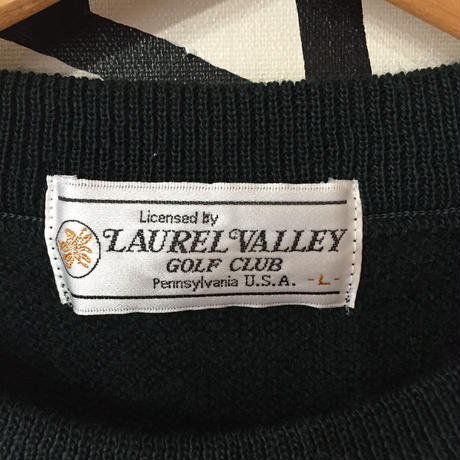 Licensed by
LAUREL VALLEY
GOLF CLUB
Pennsylvania U.S.A. -L-